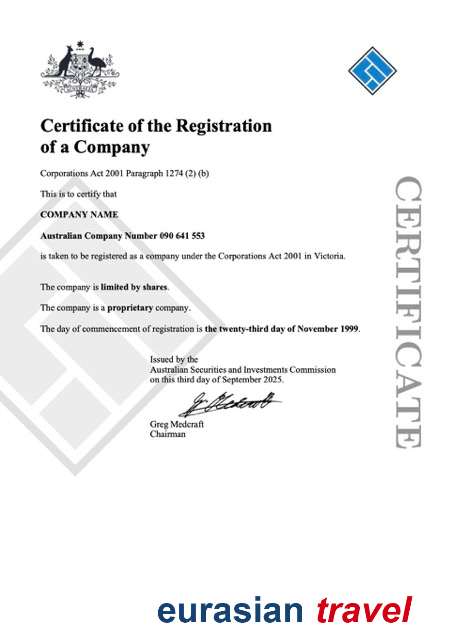 Certificate of the Registration
of a Company
Corporations Act 2001 Paragraph 1274 (2) (b)
This is to certify that
COMPANY NAME
Australian Company Number 090 641 553
is taken to be registered as a company under the Corporations Act 2001 in Victoria.
The company is limited by shares.
The company is a proprietary company.
The day of commencement of registration is the twenty-third day of November 1999.
Issued by the
Australian Securities and Investments Commission
on this third day of September 2025.
Greg Medcraft
Chairman
CERTIFICATE
eurasian travel